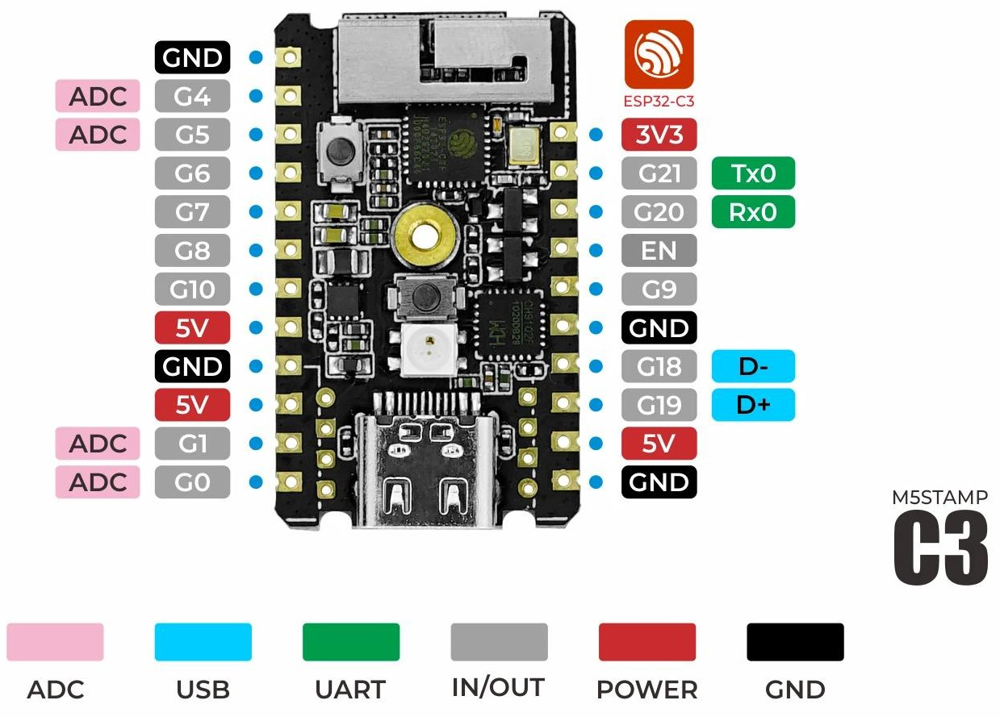 GND
ADC G4
ADC G5
G6
G7
G8
G10
5V
GND
5V
ADC G1
ADC G0
ESP32-C3
3V3
G21 Tx0
G20 Rx0
EN
G9
GND
G18 D-
G19 D+
5V
GND
CH9102F
WCH
M5STAMP
C3
ADC
USB
UART
IN/OUT
POWER
GND